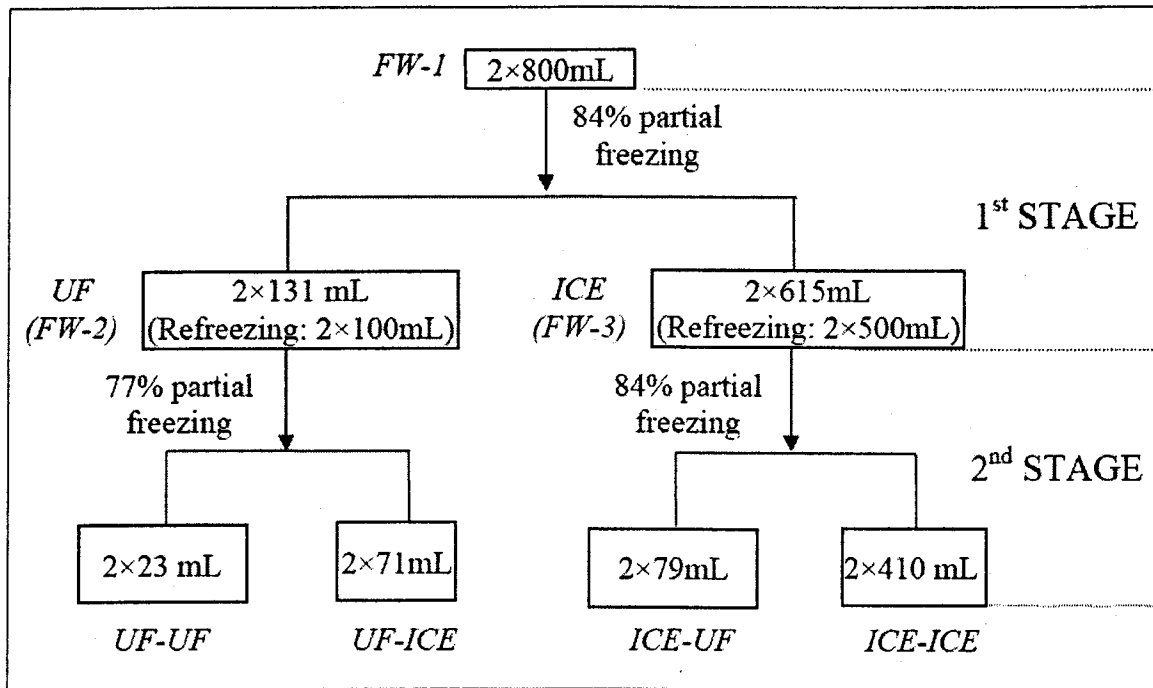 FW-1 2×800mL
84% partial
freezing
1st STAGE
UF
(FW-2)
2×131 mL
(Refreezing: 2×100mL)
ICE
(FW-3)
2×615mL
(Refreezing: 2×500mL)
77% partial
freezing
84% partial
freezing
2nd STAGE
2×23 mL
2×71mL
2×79mL
2×410 mL
UF-UF
UF-ICE
ICE-UF
ICE-ICE